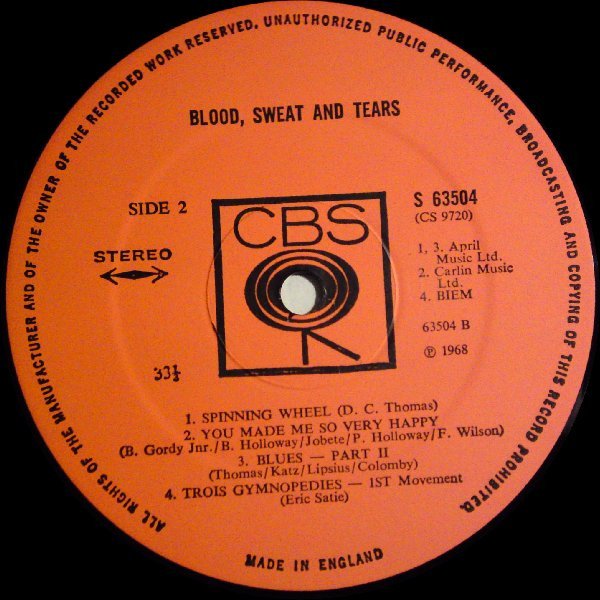 ALL RIGHTS OF THE MANUFACTURER AND OF THE OWNER OF THE RECORDED WORK RESERVED. UNAUTHORIZED PUBLIC PERFORMANCE, BROADCASTING AND COPYING OF THIS RECORD PROHIBITED.
BLOOD, SWEAT AND TEARS
SIDE 2
STEREO
33⅓
CBS
S 63504
(CS 9720)
1, 3. April
Music Ltd.
2. Carlin Music
Ltd.
4. BIEM
63504 B
℗ 1968
1. SPINNING WHEEL (D. C. Thomas)
2. YOU MADE ME SO VERY HAPPY
(B. Gordy Jnr./B. Holloway/Jobete/P. Holloway/F. Wilson)
3. BLUES — PART II
(Thomas/Katz/Lipsius/Colomby)
4. TROIS GYMNOPEDIES — 1ST Movement
(Eric Satie)
MADE IN ENGLAND